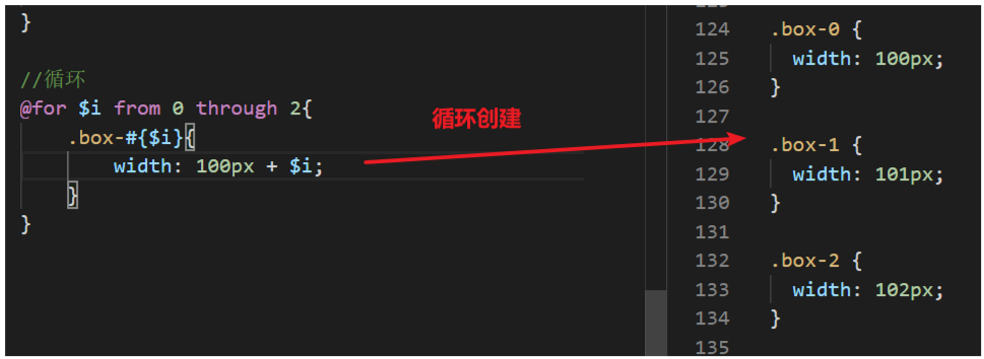 }
//循环
@for $i from 0 through 2{
.box-#{$i}{
width: 100px + $i;
}
}
循环创建
124 .box-0 {
125 width: 100px;
126 }
127
128 .box-1 {
129 width: 101px;
130 }
131
132 .box-2 {
133 width: 102px;
134 }
135